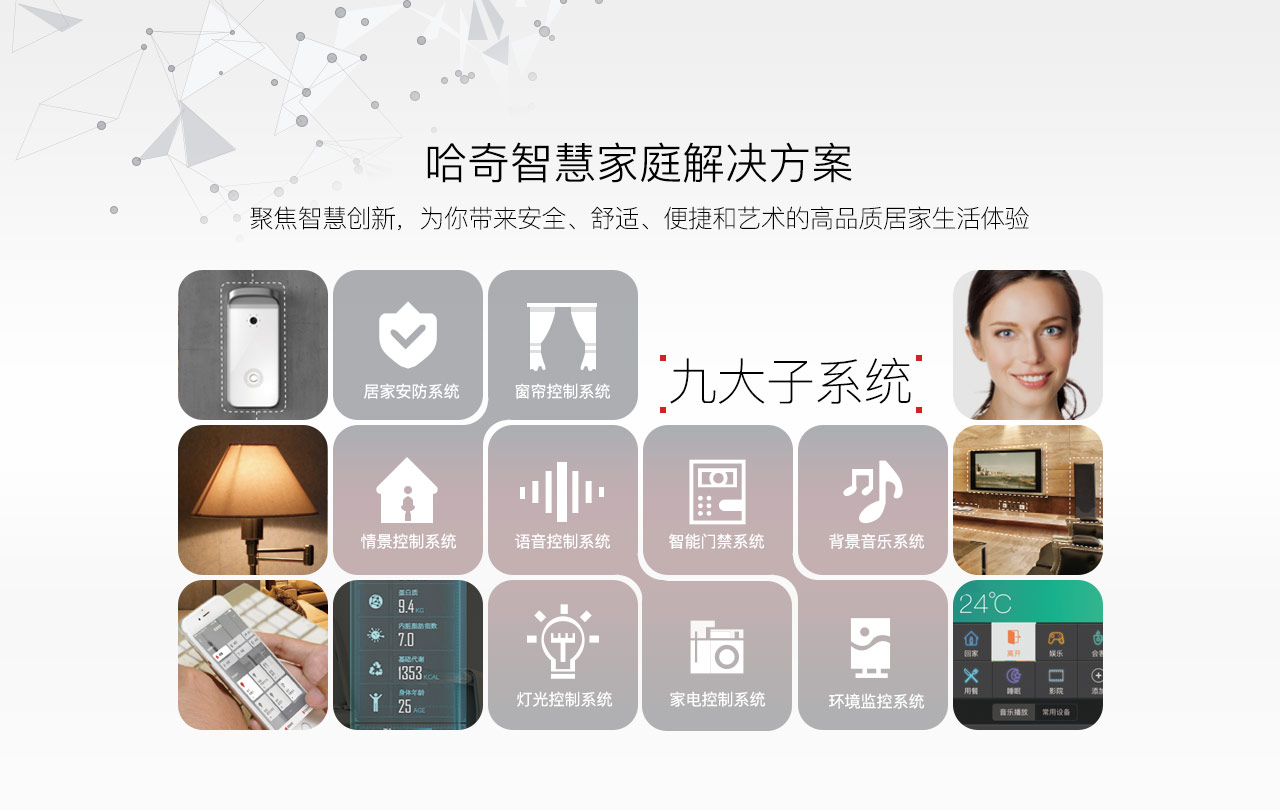 哈奇智慧家庭解决方案
聚焦智慧创新，为你带来安全、舒适、便捷和艺术的高品质居家生活体验
居家安防系统
窗帘控制系统
九大子系统
情景控制系统
语音控制系统
智能门禁系统
背景音乐系统
蛋白质
9.4 KG
内脏脂肪指数
7.0
基础代谢
1353 KCAL
身体年龄
25 AGE
灯光控制系统
家电控制系统
环境监控系统
24℃
回家 离开 娱乐 会客
用餐 睡眠 影院 添加
音乐播放 常用设备